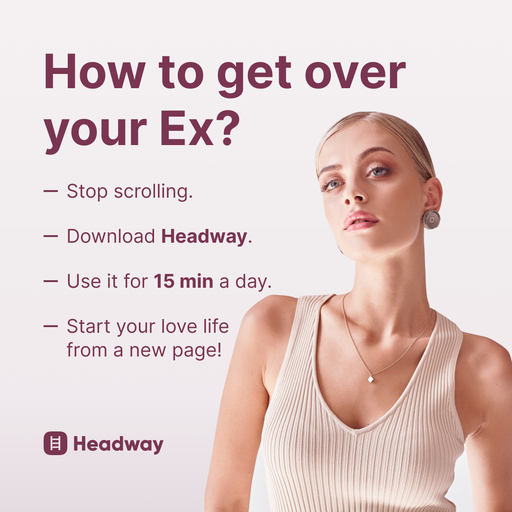 How to get over
your Ex?
— Stop scrolling.
— Download Headway.
— Use it for 15 min a day.
— Start your love life
from a new page!
Headway